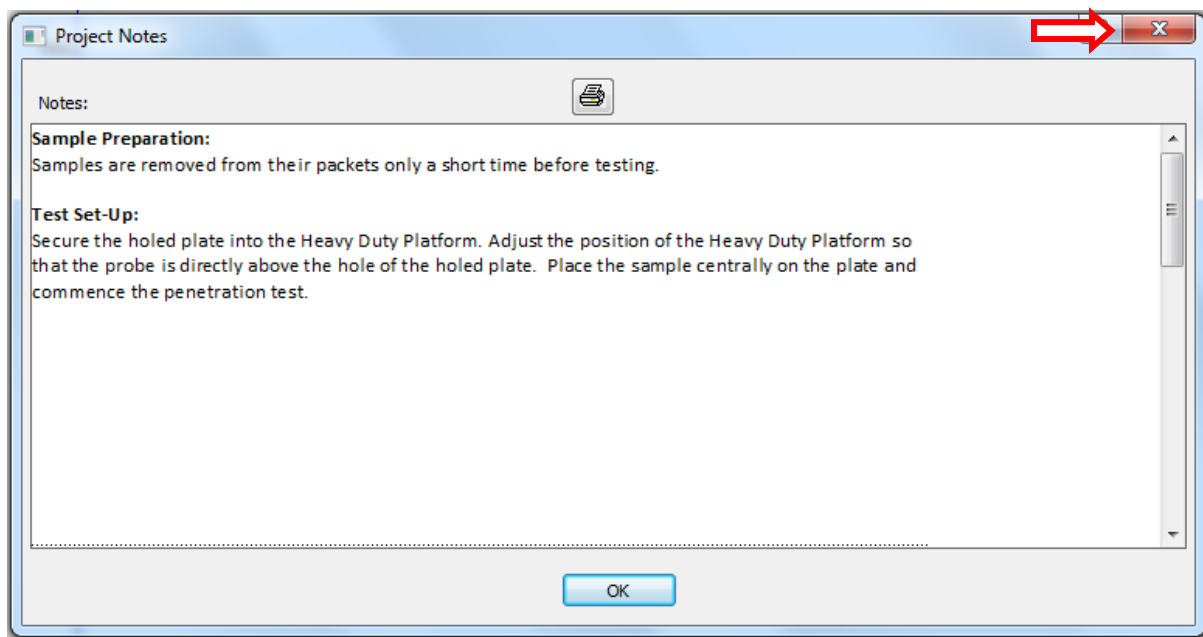 Project Notes
X
Notes:
Sample Preparation:
Samples are removed from their packets only a short time before testing.
Test Set-Up:
Secure the holed plate into the Heavy Duty Platform. Adjust the position of the Heavy Duty Platform so
that the probe is directly above the hole of the holed plate.  Place the sample centrally on the plate and
commence the penetration test.
OK